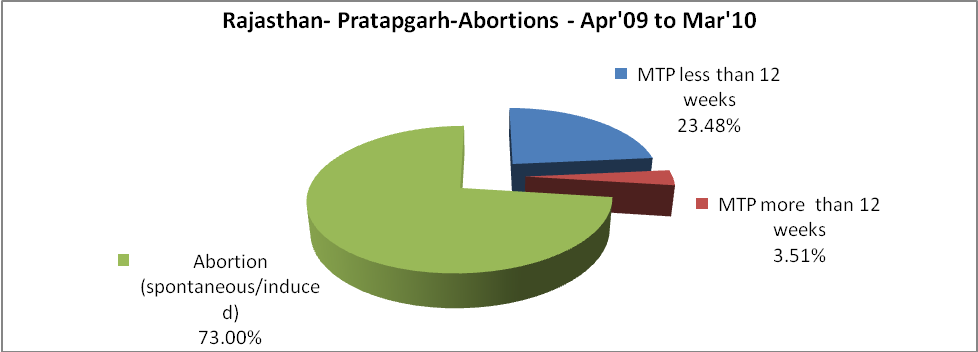 Rajasthan- Pratapgarh-Abortions - Apr'09 to Mar'10
MTP less than 12
weeks
23.48%
MTP more  than 12
weeks
3.51%
Abortion
(spontaneous/induce
d)
73.00%